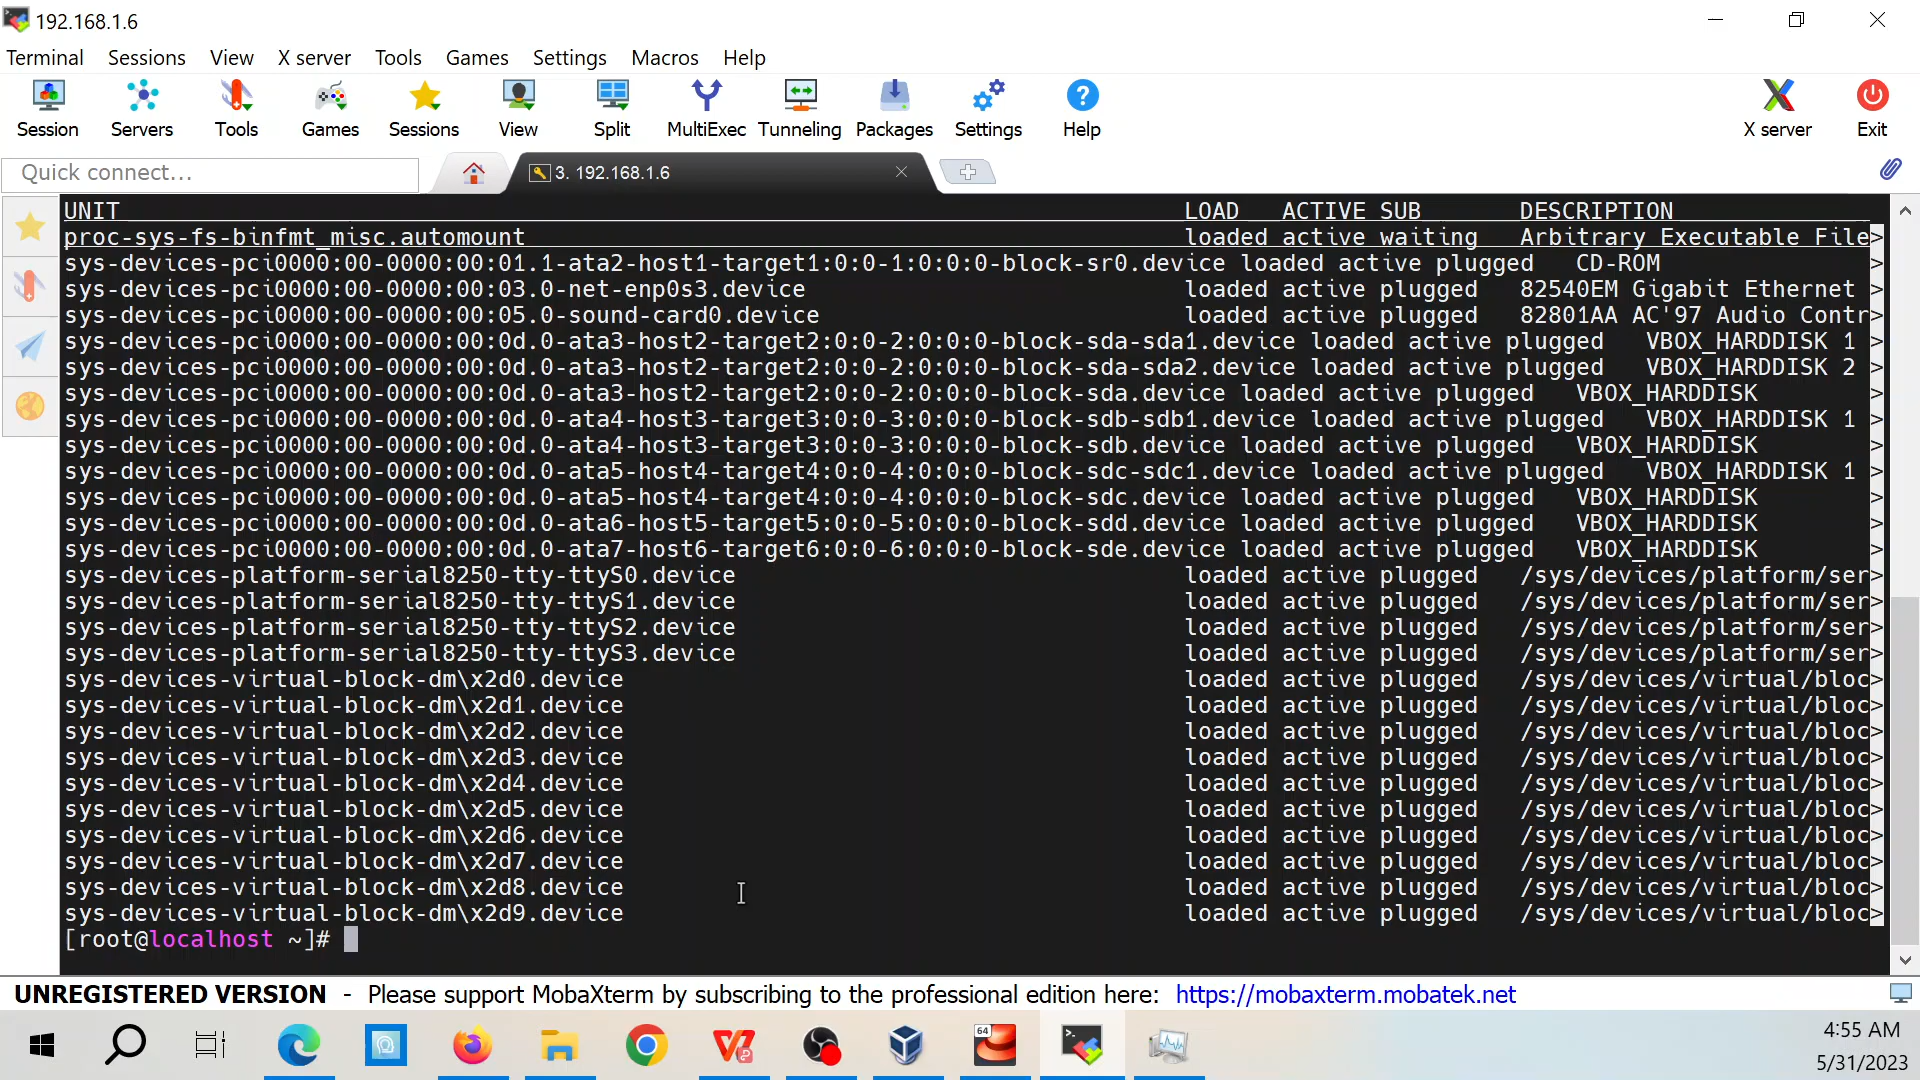 192.168.1.6
Terminal Sessions View X server Tools Games Settings Macros Help
Session Servers Tools Games Sessions View Split MultiExec Tunneling Packages Settings Help X server Exit
Quick connect...
3. 192.168.1.6
UNIT LOAD ACTIVE SUB DESCRIPTION
proc-sys-fs-binfmt_misc.automount loaded active waiting Arbitrary Executable File>
sys-devices-pci0000:00-0000:00:01.1-ata2-host1-target1:0:0-1:0:0:0-block-sr0.device loaded active plugged CD-ROM >
sys-devices-pci0000:00-0000:00:03.0-net-enp0s3.device loaded active plugged 82540EM Gigabit Ethernet >
sys-devices-pci0000:00-0000:00:05.0-sound-card0.device loaded active plugged 82801AA AC'97 Audio Contr>
sys-devices-pci0000:00-0000:00:0d.0-ata3-host2-target2:0:0-2:0:0:0-block-sda-sda1.device loaded active plugged VBOX_HARDDISK 1 >
sys-devices-pci0000:00-0000:00:0d.0-ata3-host2-target2:0:0-2:0:0:0-block-sda-sda2.device loaded active plugged VBOX_HARDDISK 2 >
sys-devices-pci0000:00-0000:00:0d.0-ata3-host2-target2:0:0-2:0:0:0-block-sda.device loaded active plugged VBOX_HARDDISK >
sys-devices-pci0000:00-0000:00:0d.0-ata4-host3-target3:0:0-3:0:0:0-block-sdb-sdb1.device loaded active plugged VBOX_HARDDISK 1 >
sys-devices-pci0000:00-0000:00:0d.0-ata4-host3-target3:0:0-3:0:0:0-block-sdb.device loaded active plugged VBOX_HARDDISK >
sys-devices-pci0000:00-0000:00:0d.0-ata5-host4-target4:0:0-4:0:0:0-block-sdc-sdc1.device loaded active plugged VBOX_HARDDISK 1 >
sys-devices-pci0000:00-0000:00:0d.0-ata5-host4-target4:0:0-4:0:0:0-block-sdc.device loaded active plugged VBOX_HARDDISK >
sys-devices-pci0000:00-0000:00:0d.0-ata6-host5-target5:0:0-5:0:0:0-block-sdd.device loaded active plugged VBOX_HARDDISK >
sys-devices-pci0000:00-0000:00:0d.0-ata7-host6-target6:0:0-6:0:0:0-block-sde.device loaded active plugged VBOX_HARDDISK >
sys-devices-platform-serial8250-tty-ttyS0.device loaded active plugged /sys/devices/platform/ser>
sys-devices-platform-serial8250-tty-ttyS1.device loaded active plugged /sys/devices/platform/ser>
sys-devices-platform-serial8250-tty-ttyS2.device loaded active plugged /sys/devices/platform/ser>
sys-devices-platform-serial8250-tty-ttyS3.device loaded active plugged /sys/devices/platform/ser>
sys-devices-virtual-block-dm\x2d0.device loaded active plugged /sys/devices/virtual/bloc>
sys-devices-virtual-block-dm\x2d1.device loaded active plugged /sys/devices/virtual/bloc>
sys-devices-virtual-block-dm\x2d2.device loaded active plugged /sys/devices/virtual/bloc>
sys-devices-virtual-block-dm\x2d3.device loaded active plugged /sys/devices/virtual/bloc>
sys-devices-virtual-block-dm\x2d4.device loaded active plugged /sys/devices/virtual/bloc>
sys-devices-virtual-block-dm\x2d5.device loaded active plugged /sys/devices/virtual/bloc>
sys-devices-virtual-block-dm\x2d6.device loaded active plugged /sys/devices/virtual/bloc>
sys-devices-virtual-block-dm\x2d7.device loaded active plugged /sys/devices/virtual/bloc>
sys-devices-virtual-block-dm\x2d8.device loaded active plugged /sys/devices/virtual/bloc>
sys-devices-virtual-block-dm\x2d9.device loaded active plugged /sys/devices/virtual/bloc>
[root@localhost ~]#
UNREGISTERED VERSION - Please support MobaXterm by subscribing to the professional edition here: https://mobaxterm.mobatek.net
64
4:55 AM
5/31/2023